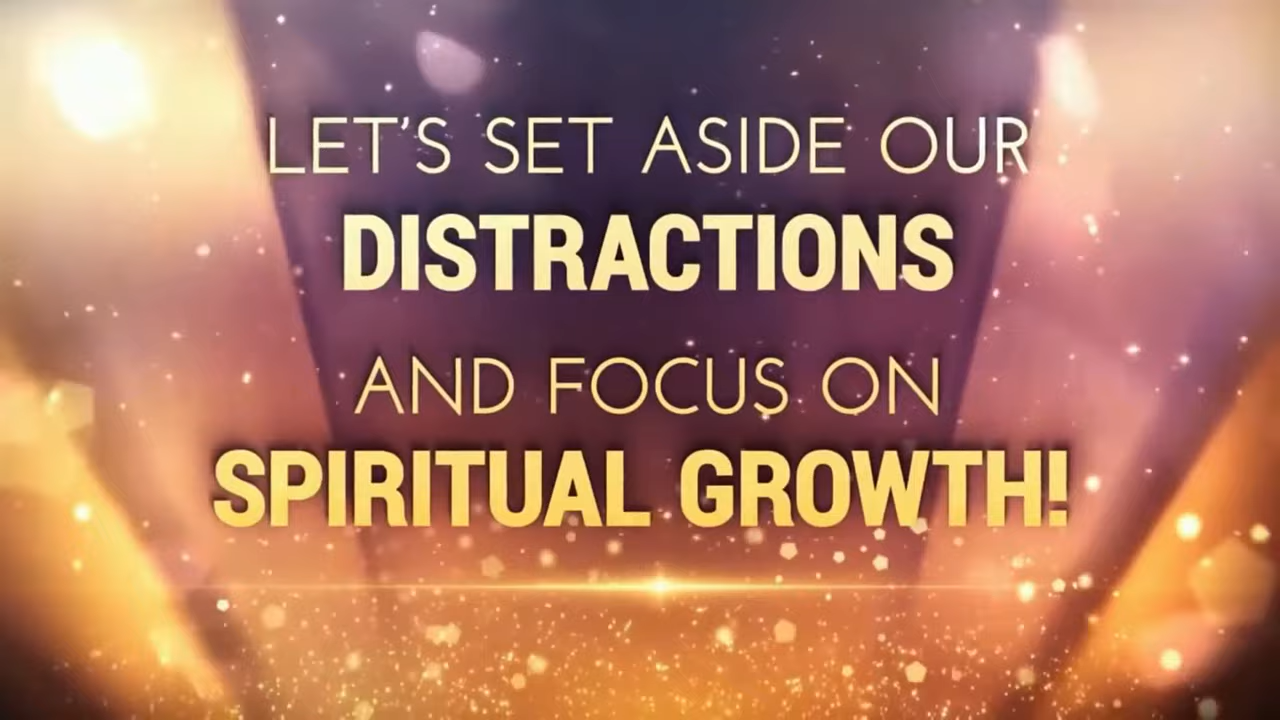 LET'S SET ASIDE OUR
DISTRACTIONS
AND FOCUS ON
SPIRITUAL GROWTH!